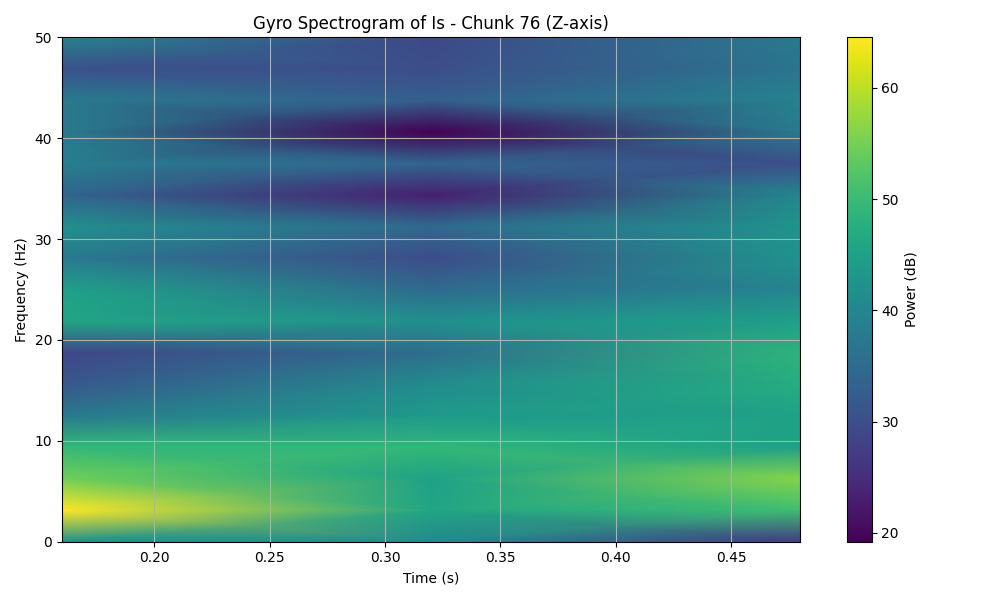 Gyro Spectrogram of Is - Chunk 76 (Z-axis)
Frequency (Hz)
50
40
30
20
10
0
0.20 0.25 0.30 0.35 0.40 0.45
Time (s)
60
50
40
30
20
Power (dB)